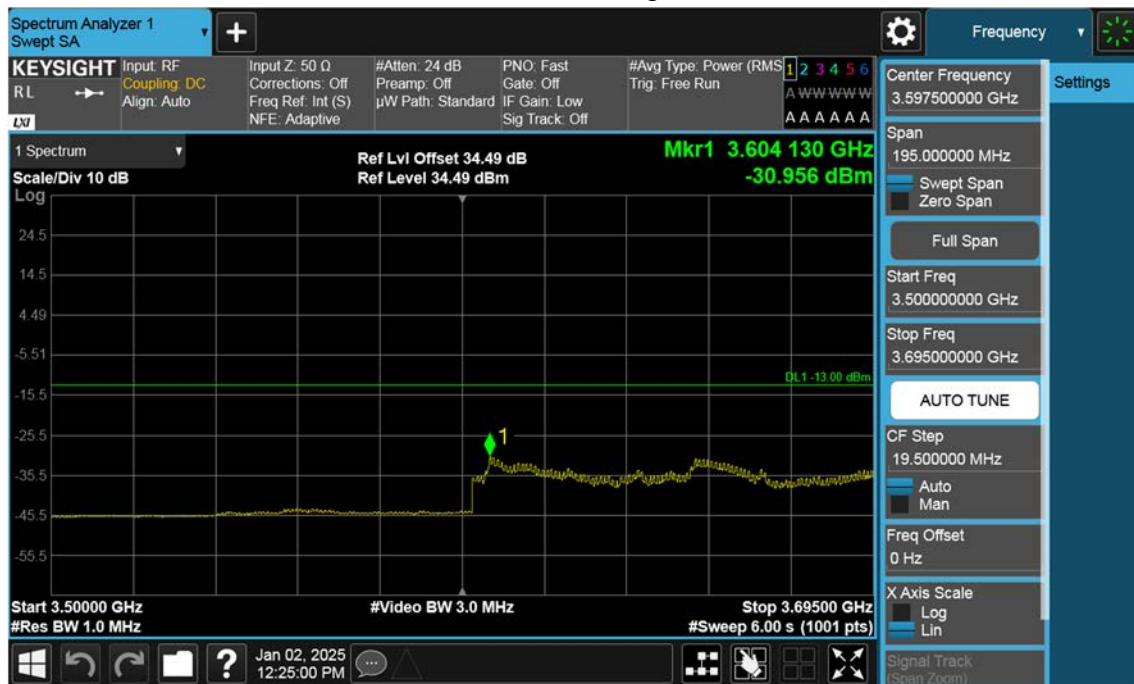 Spectrum Analyzer 1
Swept SA
+
Frequency
KEYSIGHT
RL
LXI
Input: RF
Coupling: DC
Align: Auto
Input Z: 50 Ω
Corrections: Off
Freq Ref: Int (S)
NFE: Adaptive
#Atten: 24 dB
Preamp: Off
µW Path: Standard
PNO: Fast
Gate: Off
IF Gain: Low
Sig Track: Off
#Avg Type: Power (RMS
Trig: Free Run
1 2 3 4 5 6
A W W W W W
A A A A A A
1 Spectrum
Scale/Div 10 dB
Ref Lvl Offset 34.49 dB
Ref Level 34.49 dBm
Mkr1 3.604 130 GHz
-30.956 dBm
Log
24.5
14.5
4.49
-5.51
DL1 -13.00 dBm
-15.5
-25.5
1
-35.5
-45.5
-55.5
Start 3.50000 GHz
#Video BW 3.0 MHz
Stop 3.69500 GHz
#Res BW 1.0 MHz
#Sweep 6.00 s (1001 pts)
Center Frequency
3.597500000 GHz
Span
195.000000 MHz
Swept Span
Zero Span
Full Span
Start Freq
3.500000000 GHz
Stop Freq
3.695000000 GHz
AUTO TUNE
CF Step
19.500000 MHz
Auto
Man
Freq Offset
0 Hz
X Axis Scale
Log
Lin
Signal Track
(Span Zoom)
Settings
?
Jan 02, 2025
12:25:00 PM